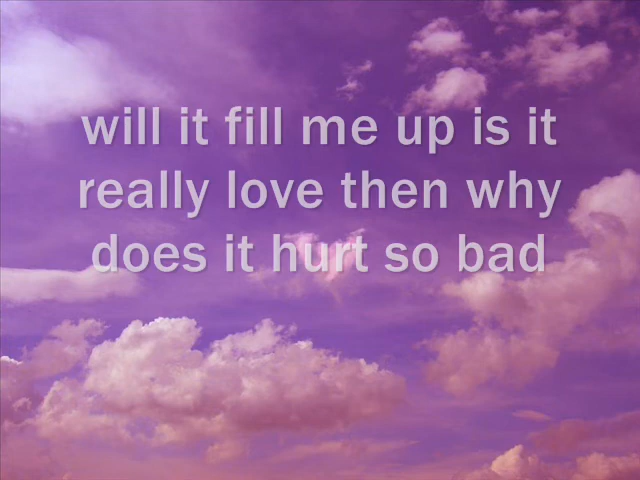 will it fill me up is it
really love then why
does it hurt so bad